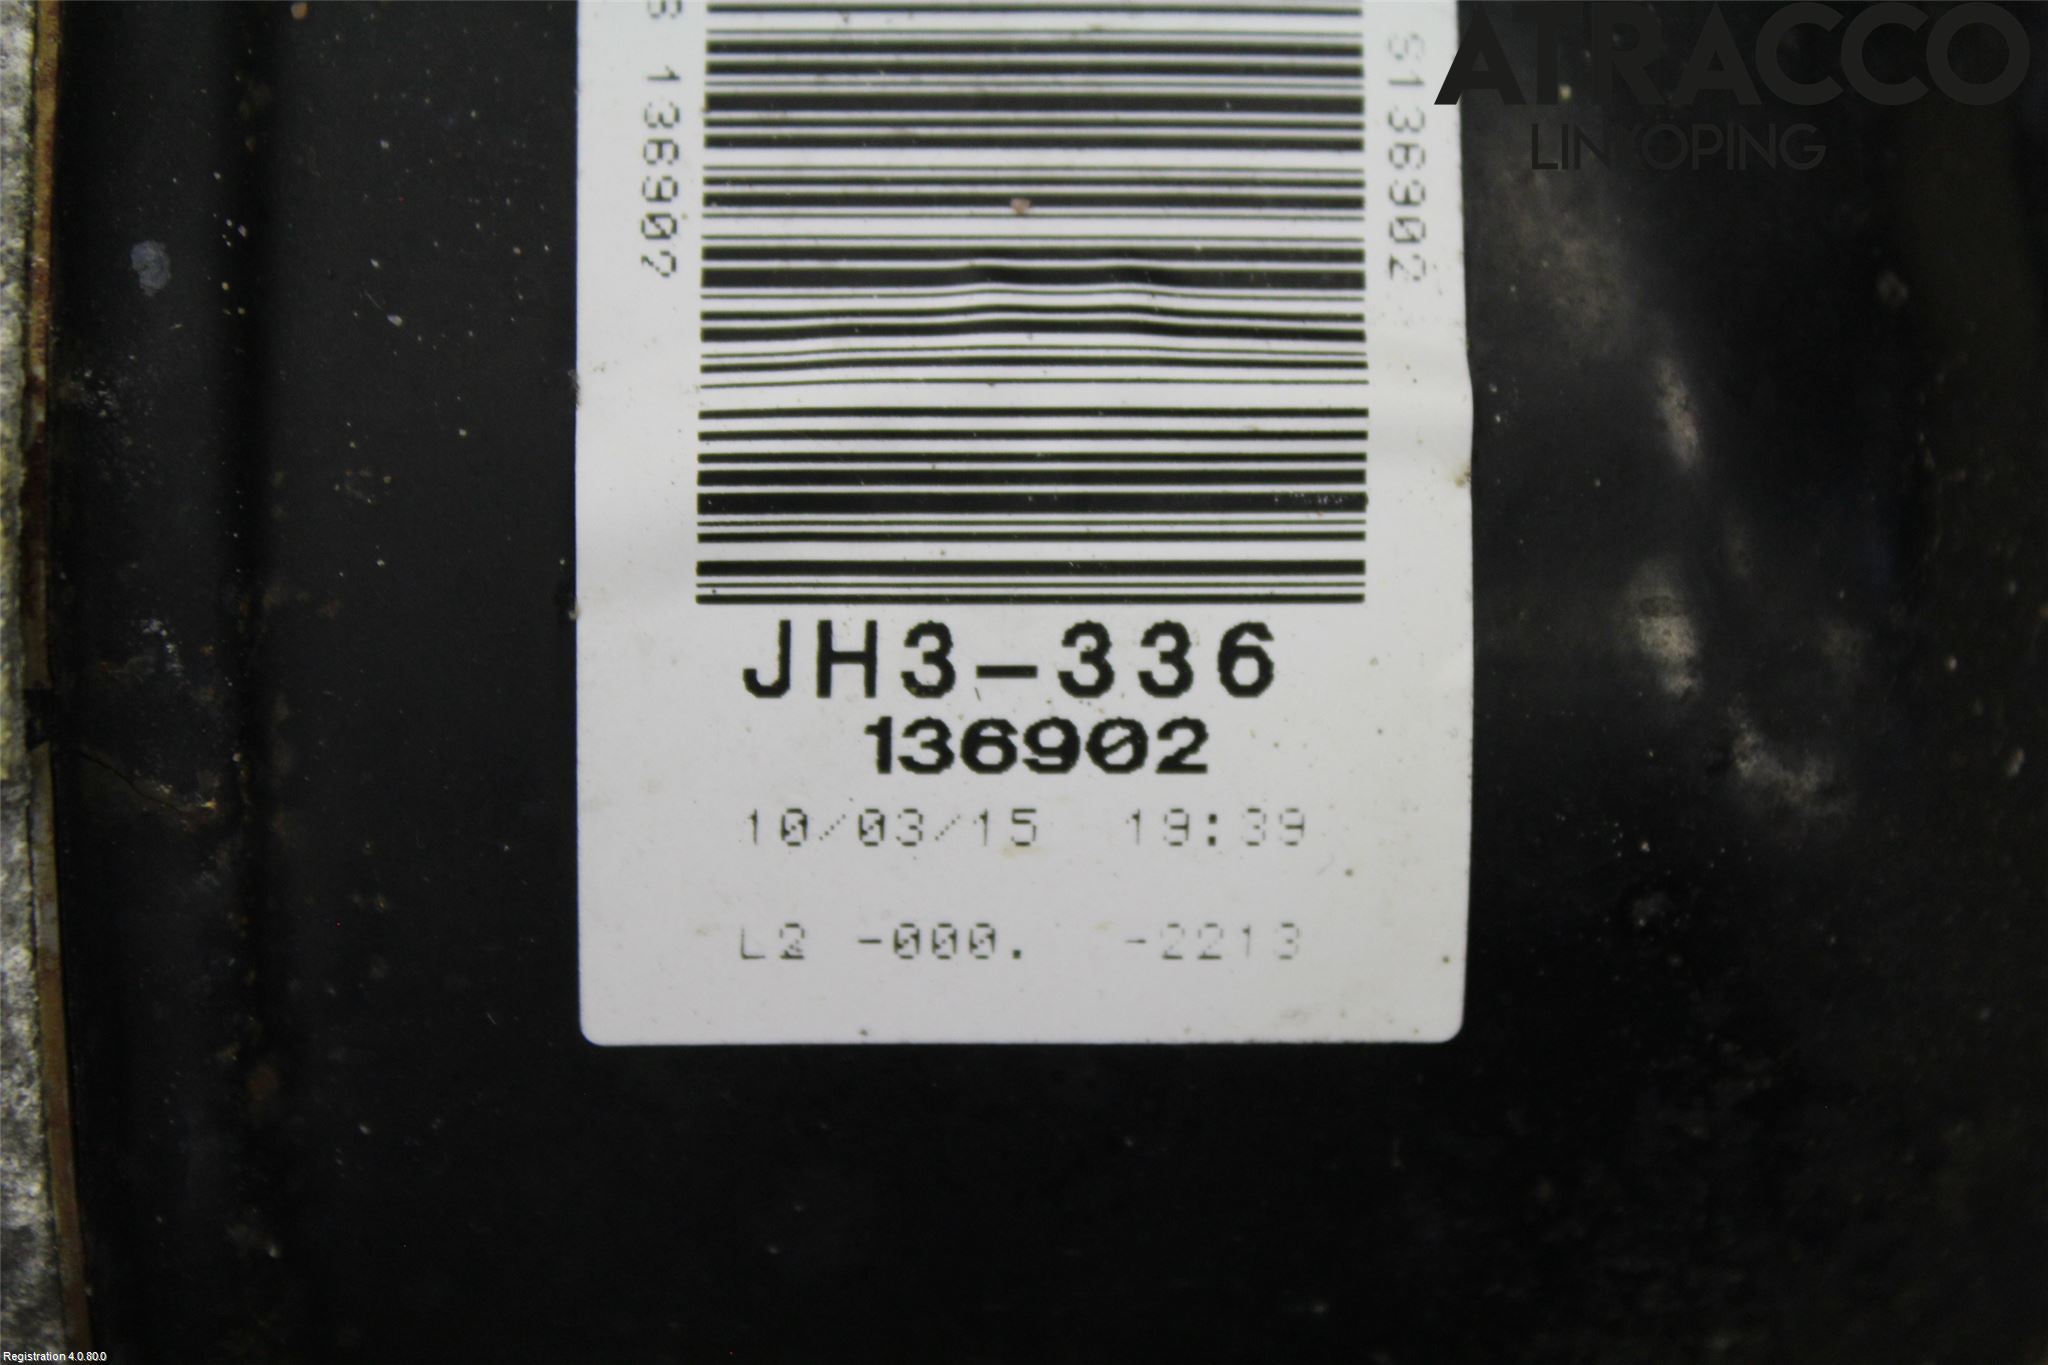 ATRACCO
LINKÖPING
136902
S136902
JH3-336
136902
10/03/15 19:39
L2 -000. -2213
Registration 4.0.80.0